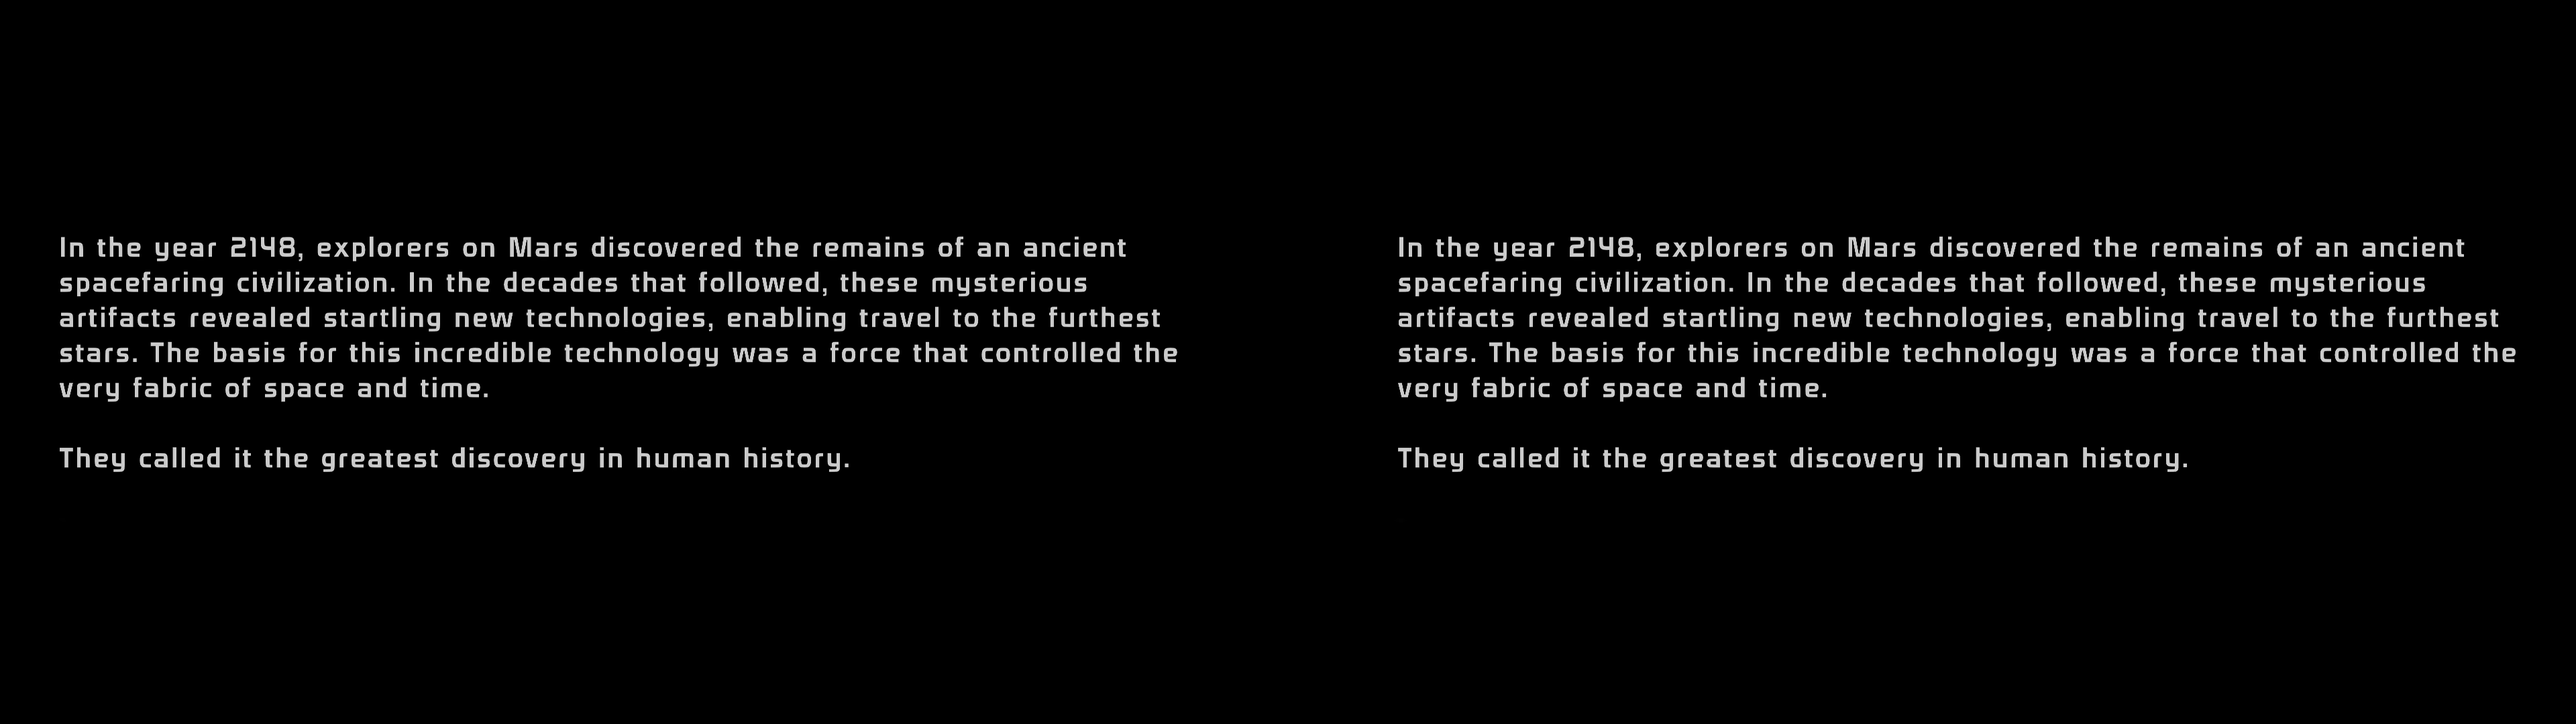 In the year 2148, explorers on Mars discovered the remains of an ancient
spacefaring civilization. In the decades that followed, these mysterious
artifacts revealed startling new technologies, enabling travel to the furthest
stars. The basis for this incredible technology was a force that controlled the
very fabric of space and time.
They called it the greatest discovery in human history.
In the year 2148, explorers on Mars discovered the remains of an ancient
spacefaring civilization. In the decades that followed, these mysterious
artifacts revealed startling new technologies, enabling travel to the furthest
stars. The basis for this incredible technology was a force that controlled the
very fabric of space and time.
They called it the greatest discovery in human history.